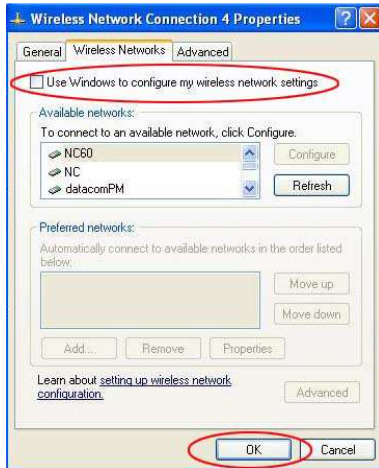 Wireless Network Connection 4 Properties
General Wireless Networks Advanced
Use Windows to configure my wireless network settings
Available networks:
To connect to an available network, click Configure.
NC60
Configure
NC
datacomPM
Refresh
Preferred networks:
Automatically connect to available networks in the order listed
below:
Move up
Move down
Add... Remove Properties
Learn about setting up wireless network
configuration.
Advanced
OK Cancel